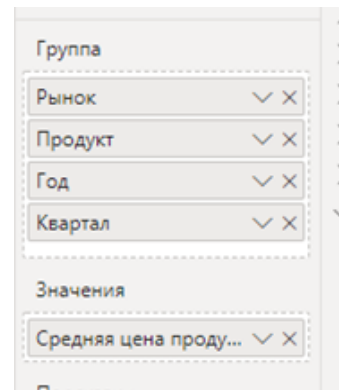 Группа
Рынок
Продукт
Год
Квартал
Значения
Средняя цена проду...